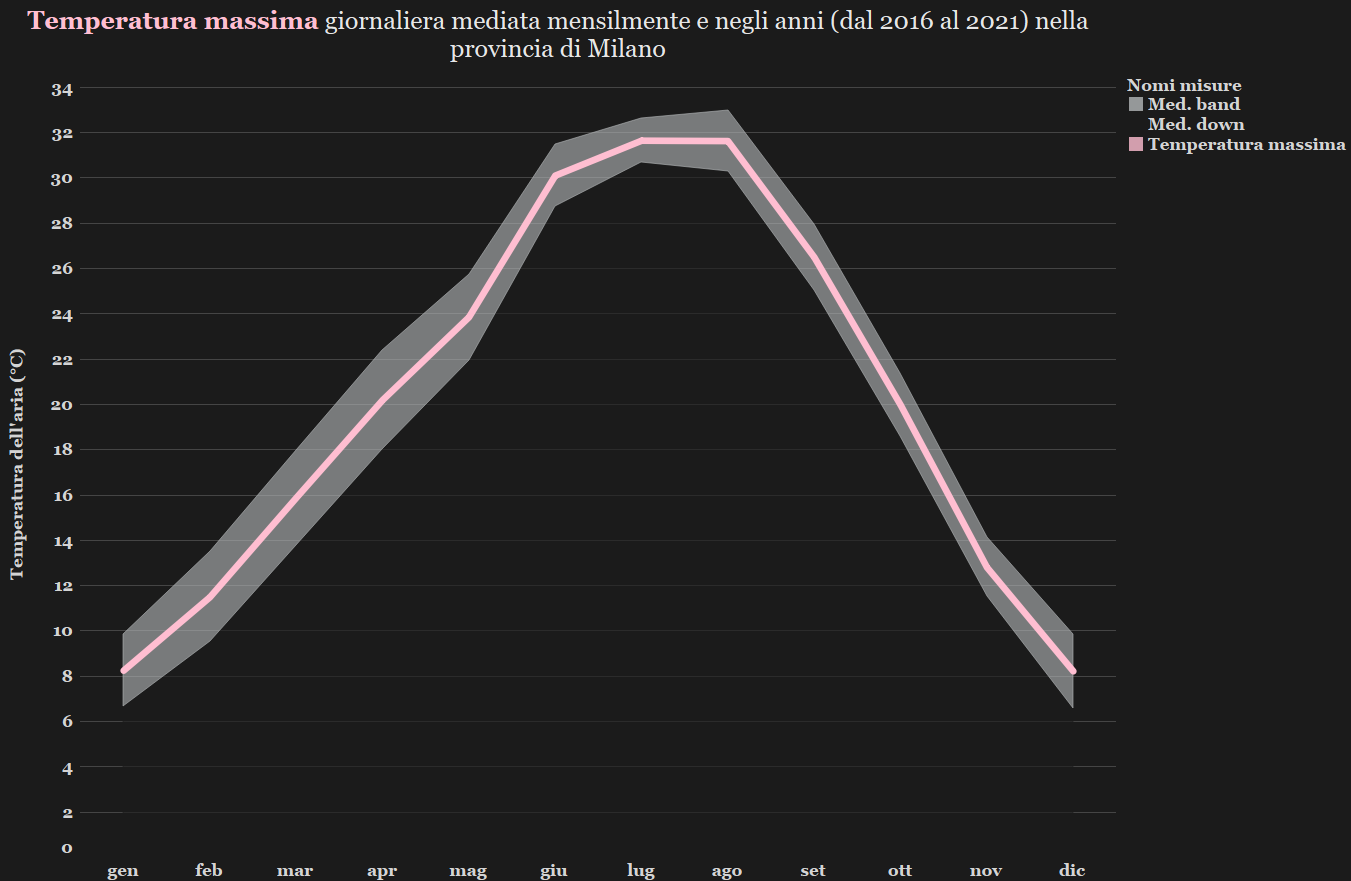 Temperatura massima giornaliera mediata mensilmente e negli anni (dal 2016 al 2021) nella
provincia di Milano
Nomi misure
Med. band
Med. down
Temperatura massima
Temperatura dell'aria (°C)
34
32
30
28
26
24
22
20
18
16
14
12
10
8
6
4
2
0
gen feb mar apr mag giu lug ago set ott nov dic